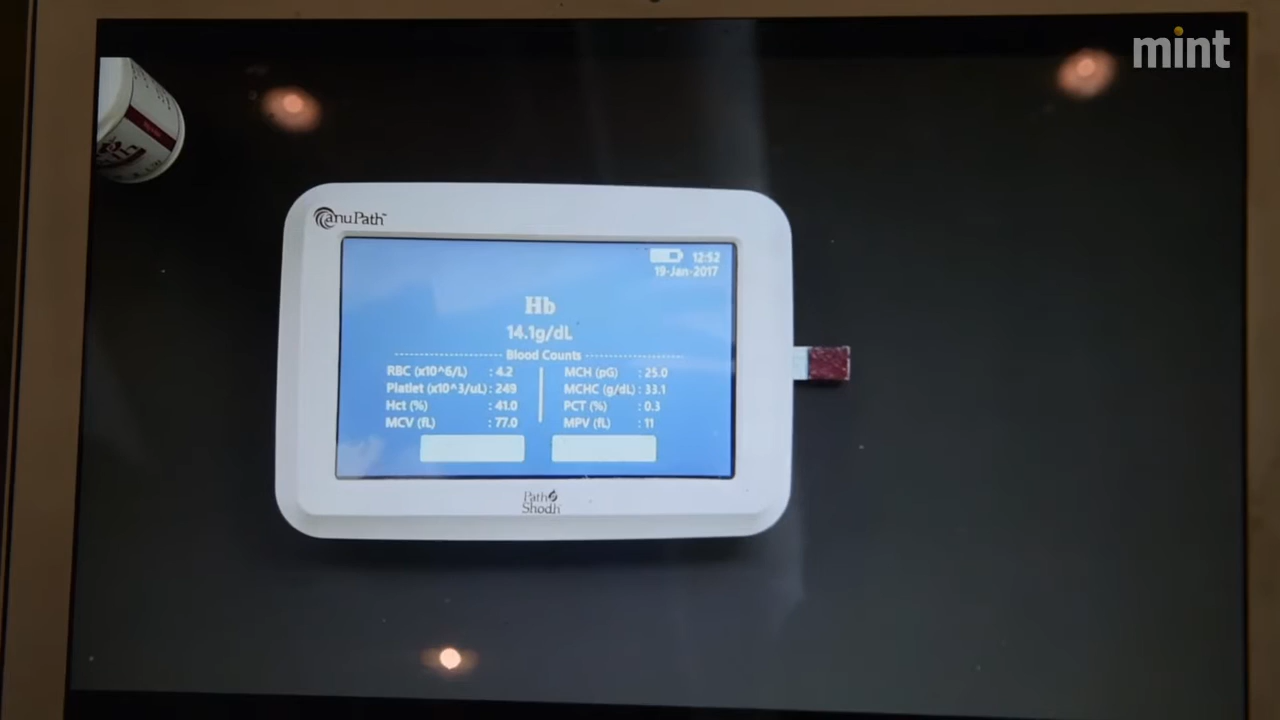 mint
anuPath™
12:52
19-Jan-2017
Hb
14.1g/dL
Blood Counts
RBC (x10^6/L) : 4.2
MCH (pG) : 25.0
Platlet (x10^3/uL) : 249
MCHC (g/dL) : 33.1
Hct (%) : 41.0
PCT (%) : 0.3
MCV (fL) : 77.0
MPV (fL) : 11
Path
Shodh